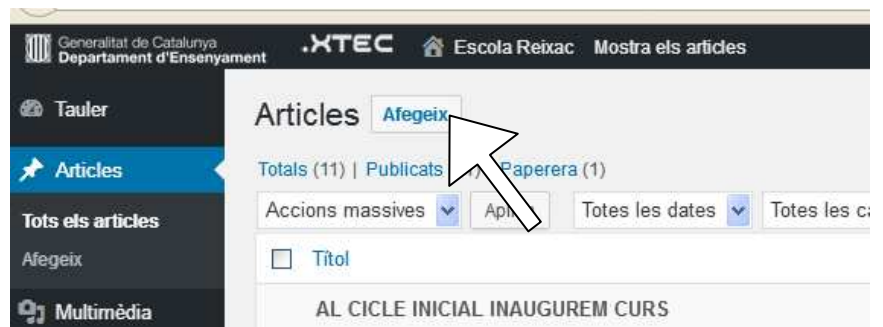 Generalitat de Catalunya
Departament d'Ensenyament
.XTEC
Escola Reixac
Mostra els articles
Tauler
Articles
Tots els articles
Afegeix
Multimèdia
Articles Afegeix
Totals (11) | Publicats Paperera (1)
Accions massives Totes les dates Totes les
Títol
AL CICLE INICIAL INAUGUREM CURS